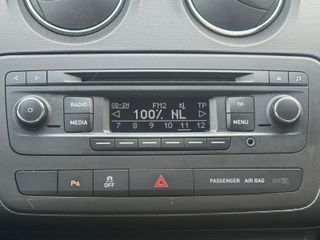 CD-IN FM2 TP
100% NL
7 8 9 10 11 12
RADIO
MEDIA
TP
MENU
PASSENGER AIR BAG OFF
P
OFF